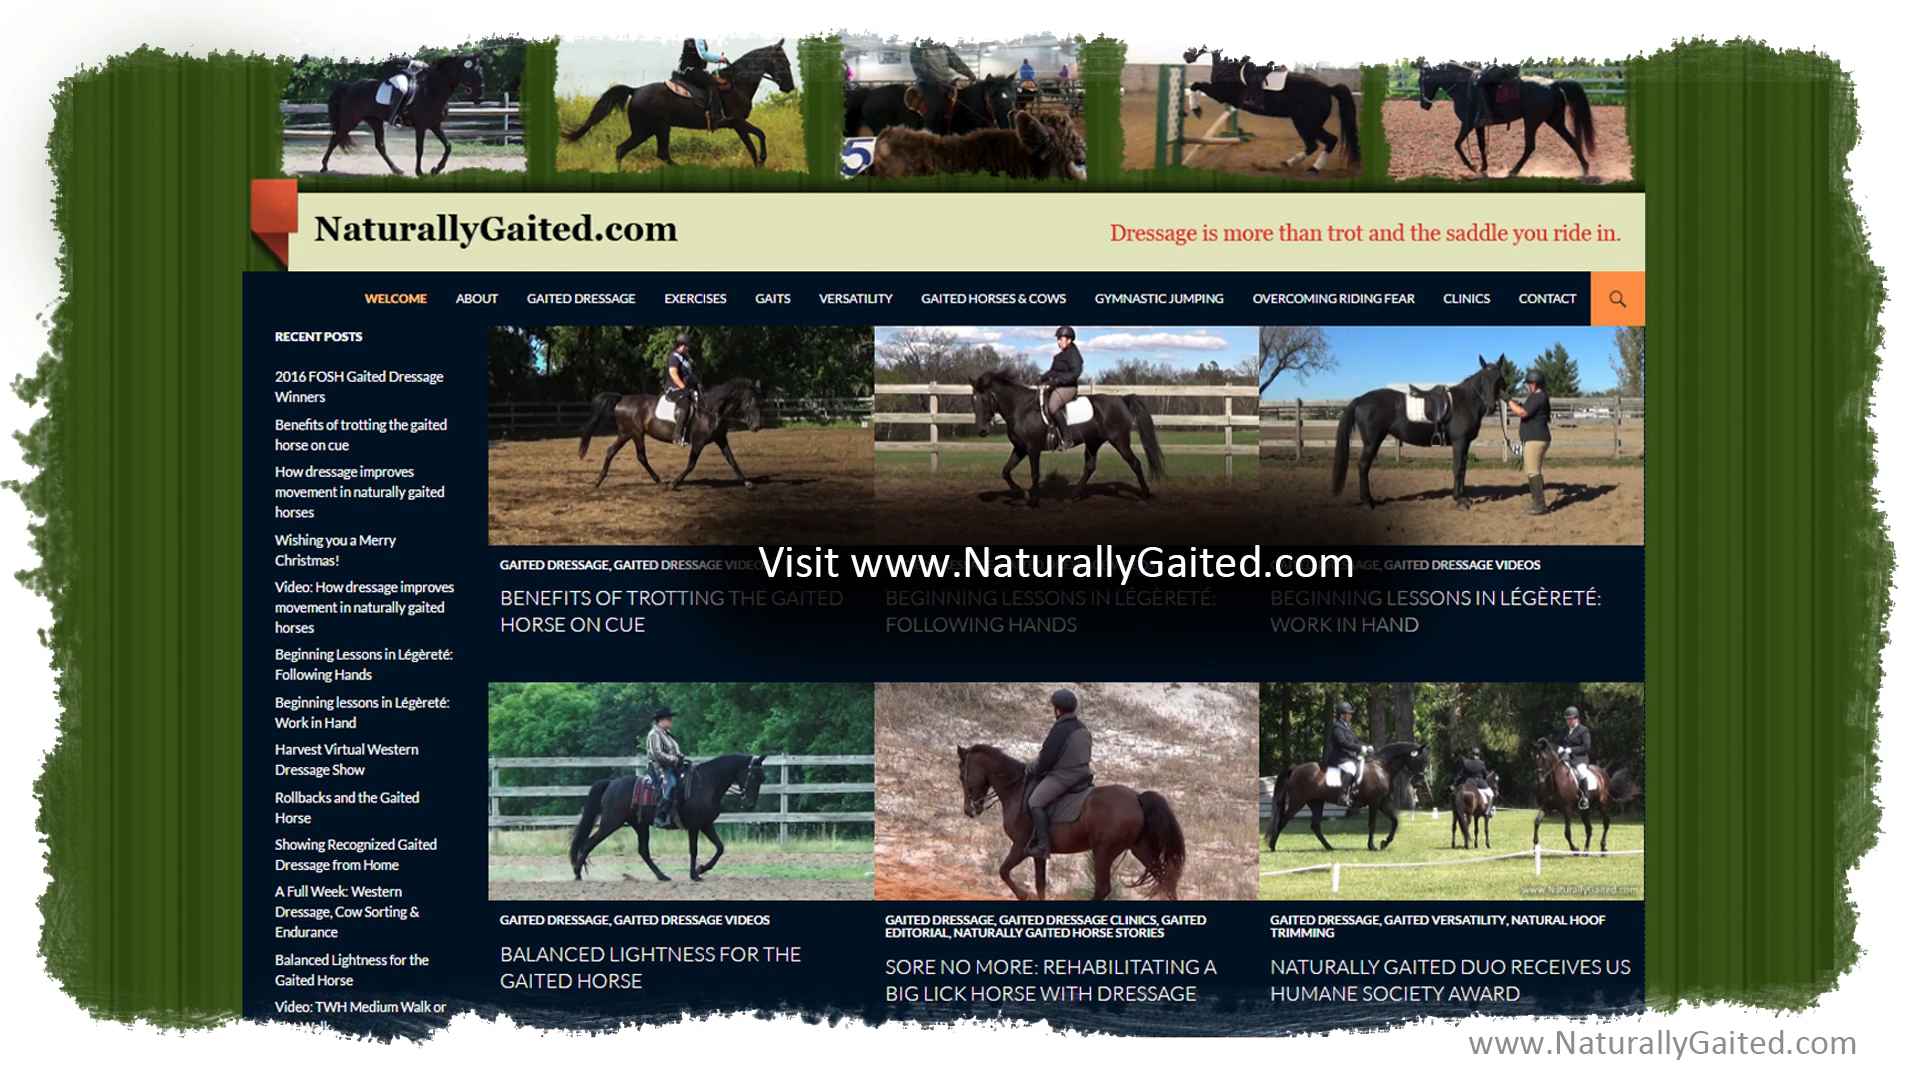 5
NaturallyGaited.com
Dressage is more than trot and the saddle you ride in.
WELCOME ABOUT GAITED DRESSAGE EXERCISES GAITS VERSATILITY GAITED HORSES & COWS GYMNASTIC JUMPING OVERCOMING RIDING FEAR CLINICS CONTACT
RECENT POSTS
2016 FOSH Gaited Dressage
Winners
Benefits of trotting the gaited
horse on cue
How dressage improves
movement in naturally gaited
horses
Wishing you a Merry
Christmas!
Video: How dressage improves
movement in naturally gaited
horses
Beginning Lessons in Légèreté:
Following Hands
Beginning lessons in Légèreté:
Work in Hand
Harvest Virtual Western
Dressage Show
Rollbacks and the Gaited
Horse
Showing Recognized Gaited
Dressage from Home
A Full Week: Western
Dressage, Cow Sorting &
Endurance
Balanced Lightness for the
Gaited Horse
Video: TWH Medium Walk or
Walk
Visit www.NaturallyGaited.com
GAITED DRESSAGE, GAITED DRESSAGE VIDEO
BENEFITS OF TROTTING THE GAITED
HORSE ON CUE
BEGINNING LESSONS IN LÉGÈRETÉ:
FOLLOWING HANDS
GAITED DRESSAGE VIDEOS
BEGINNING LESSONS IN LÉGÈRETÉ:
WORK IN HAND
GAITED DRESSAGE, GAITED DRESSAGE VIDEOS
BALANCED LIGHTNESS FOR THE
GAITED HORSE
GAITED DRESSAGE, GAITED DRESSAGE CLINICS, GAITED
EDITORIAL, NATURALLY GAITED HORSE STORIES
SORE NO MORE: REHABILITATING A
BIG LICK HORSE WITH DRESSAGE
www.NaturallyGaited.com
GAITED DRESSAGE, GAITED VERSATILITY, NATURAL HOOF
TRIMMING
NATURALLY GAITED DUO RECEIVES US
HUMANE SOCIETY AWARD
www.NaturallyGaited.com